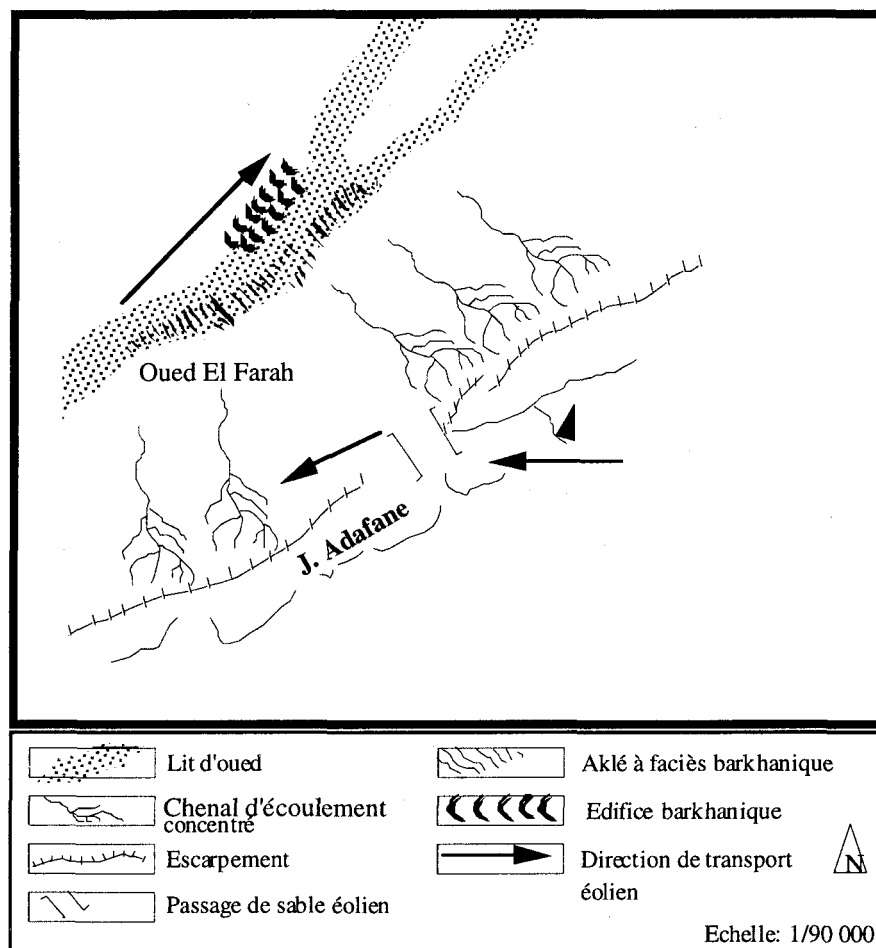 Oued El Farah
J. Adafane
Lit d'oued
Chenal d'écoulement
concentré
Escarpement
Passage de sable éolien
Aklé à faciès barkhanique
Edifice barkhanique
Direction de transport
éolien
N
Echelle: 1/90 000